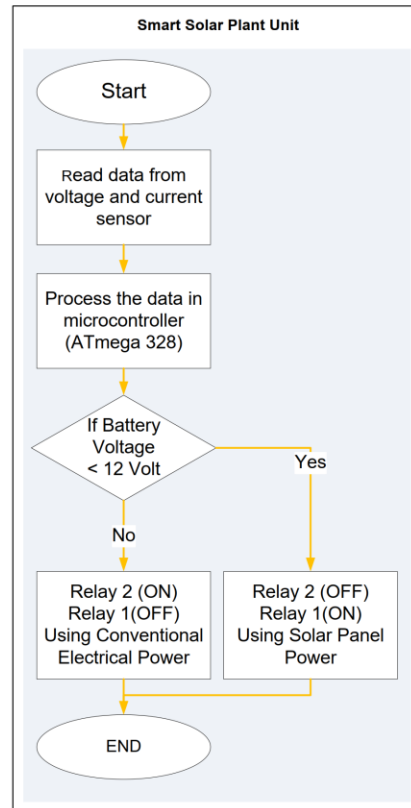 Smart Solar Plant Unit
Start
Read data from
voltage and current
sensor
Process the data in
microcontroller
(ATmega 328)
If Battery
Voltage
< 12 Volt
Yes
No
Relay 2 (ON)
Relay 1(OFF)
Using Conventional
Electrical Power
Relay 2 (OFF)
Relay 1(ON)
Using Solar Panel
Power
END